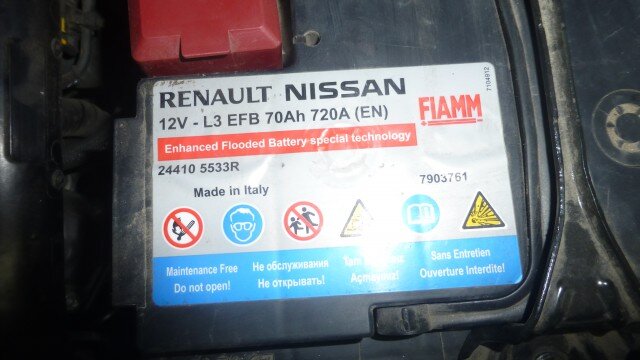 RENAULT NISSAN
12V - L3 EFB 70Ah 720A (EN)
FIAMM
7104912
Enhanced Flooded Battery special technology
24410 5533R
Made in Italy
7903761
Maintenance Free
Do not open!
Не обслуживания
Не открывать!
Sans Entretien
Ouverture Interdite!